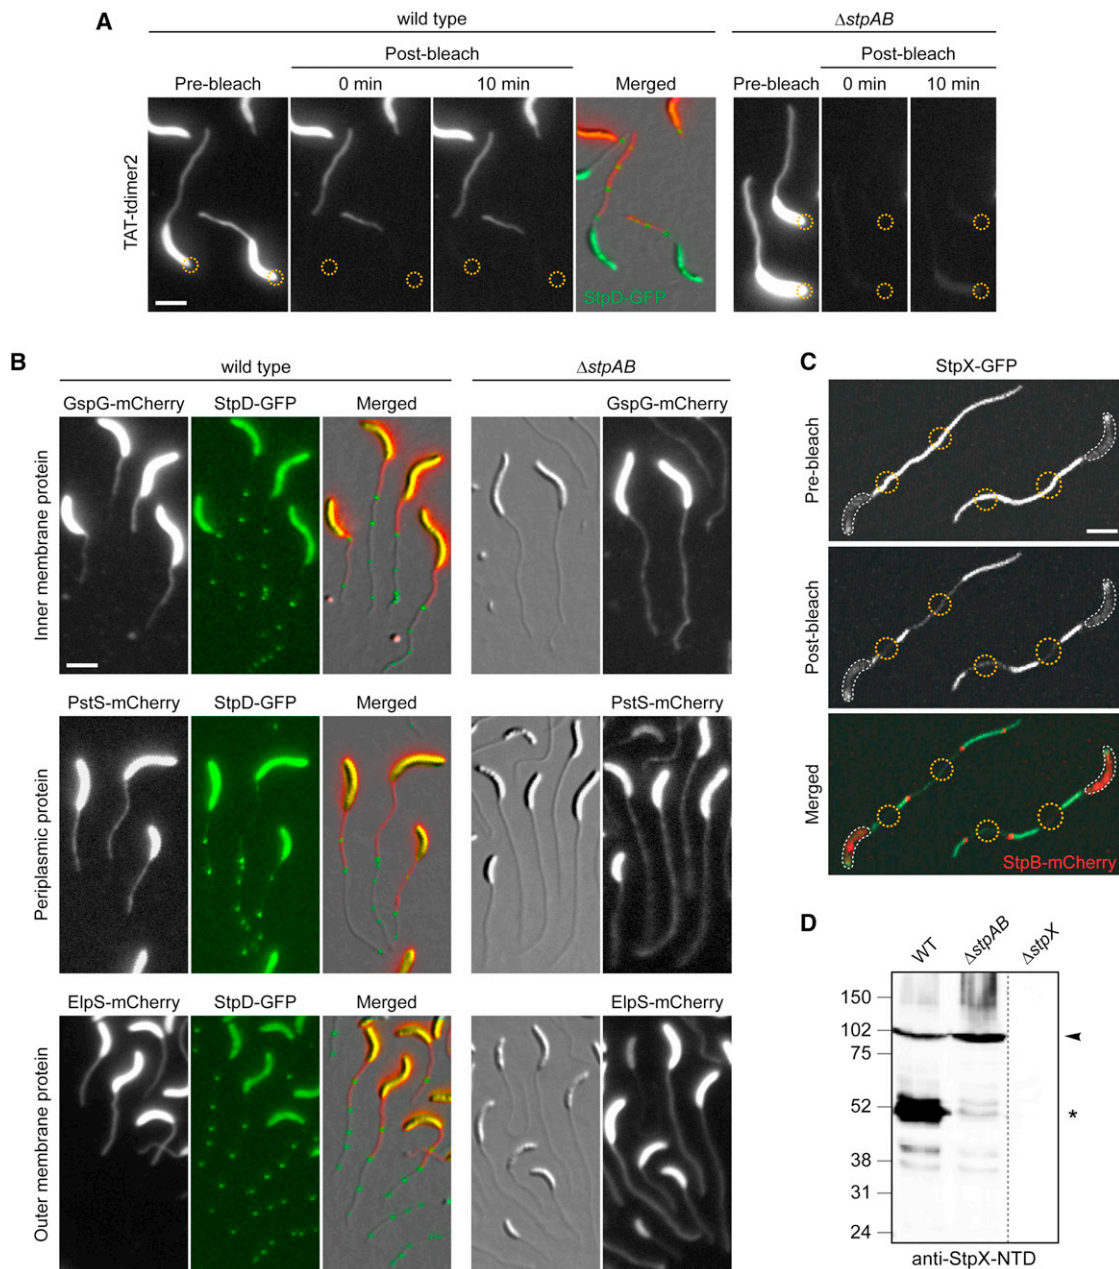 A
wild type
ΔstpAB
Post-bleach
Post-bleach
Pre-bleach
0 min
10 min
Merged
Pre-bleach
0 min
10 min
TAT-tdimer2
StpD-GFP
B
wild type
ΔstpAB
GspG-mCherry
StpD-GFP
Merged
GspG-mCherry
Inner membrane protein
PstS-mCherry
StpD-GFP
Merged
PstS-mCherry
Periplasmic protein
ElpS-mCherry
StpD-GFP
Merged
ElpS-mCherry
Outer membrane protein
C
StpX-GFP
Pre-bleach
Post-bleach
Merged
StpB-mCherry
D
WT
ΔstpAB
ΔstpX
150
102
75
52
*
38
31
24
anti-StpX-NTD